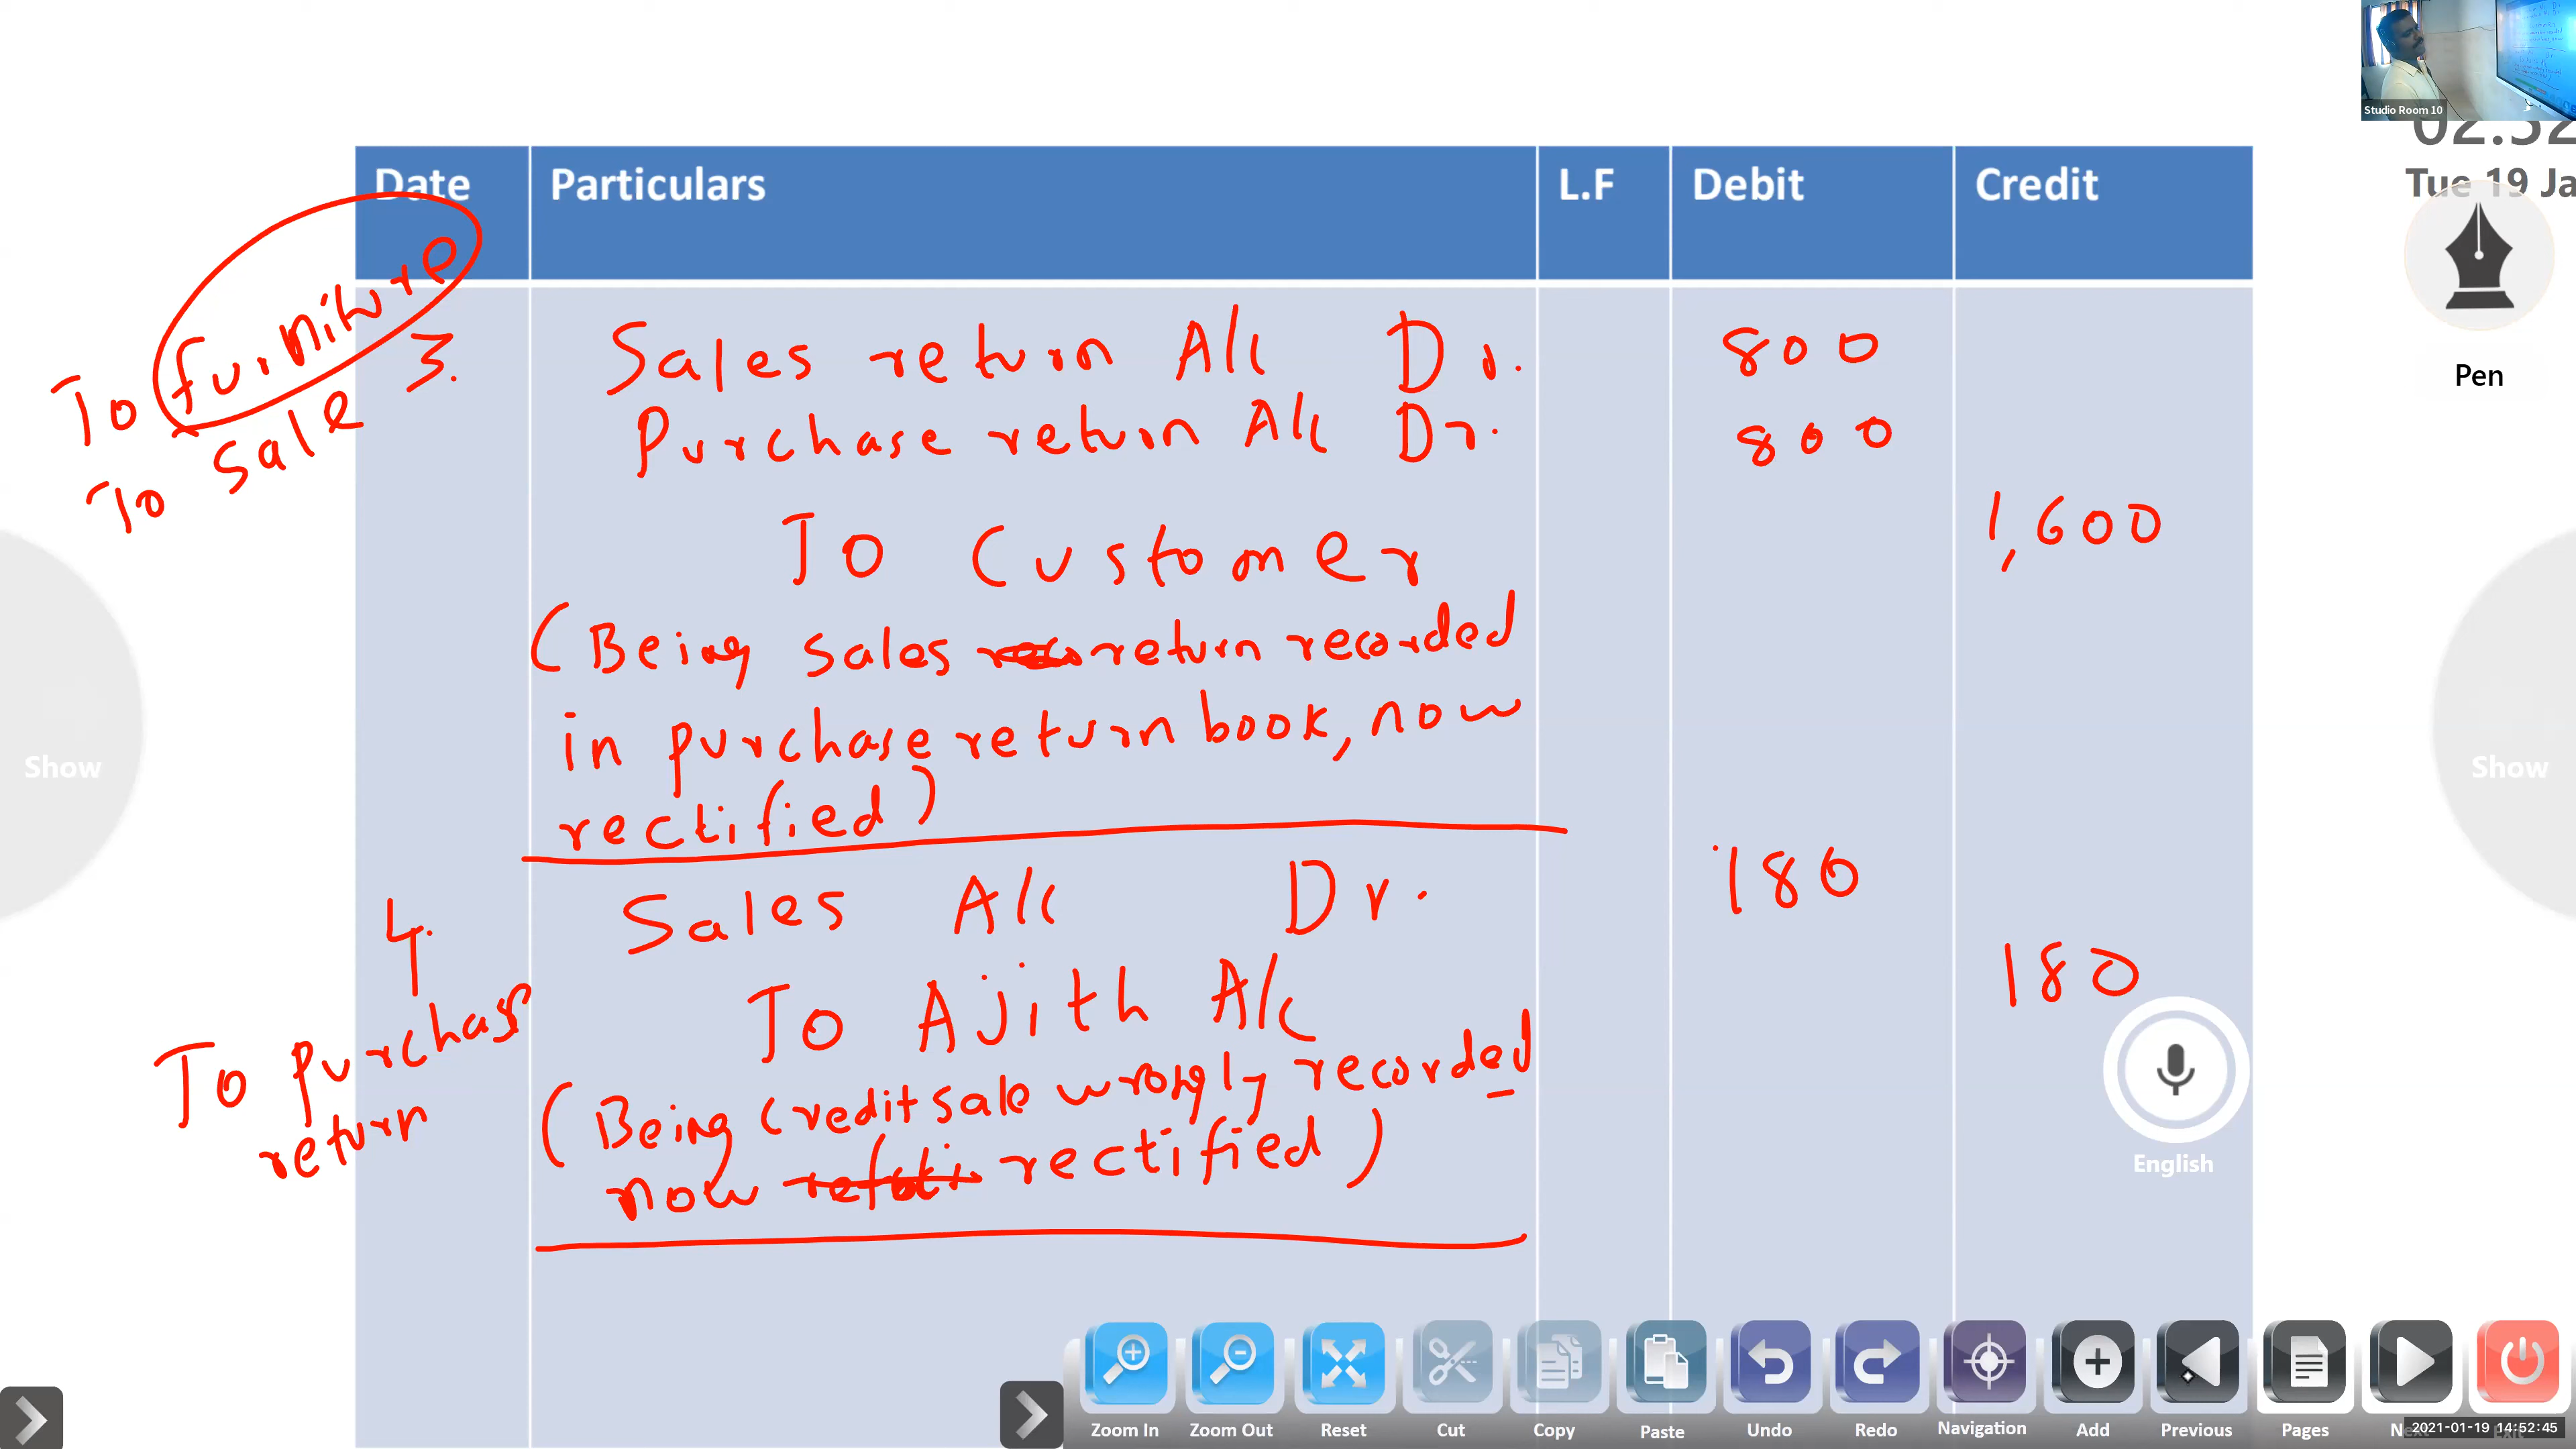 Studio Room 10
02:52
Tue 19 Ja
Pen
Date Particulars L.F Debit Credit
To furniture
To sale
3. Sales return A/c Dr. 800
Purchase return A/c Dr. 800
To Customer 1,600
(Being sales return recorded
in purchase return book, now
rectified)
4. Sales A/c Dr. 180
To Ajith A/c 180
(Being credit sale wrongly recorded
now rectified)
To purchase
return
Show
Show
English
Zoom In Zoom Out Reset Cut Copy Paste Undo Redo Navigation Add Previous Pages
2021-01-19 14:52:45